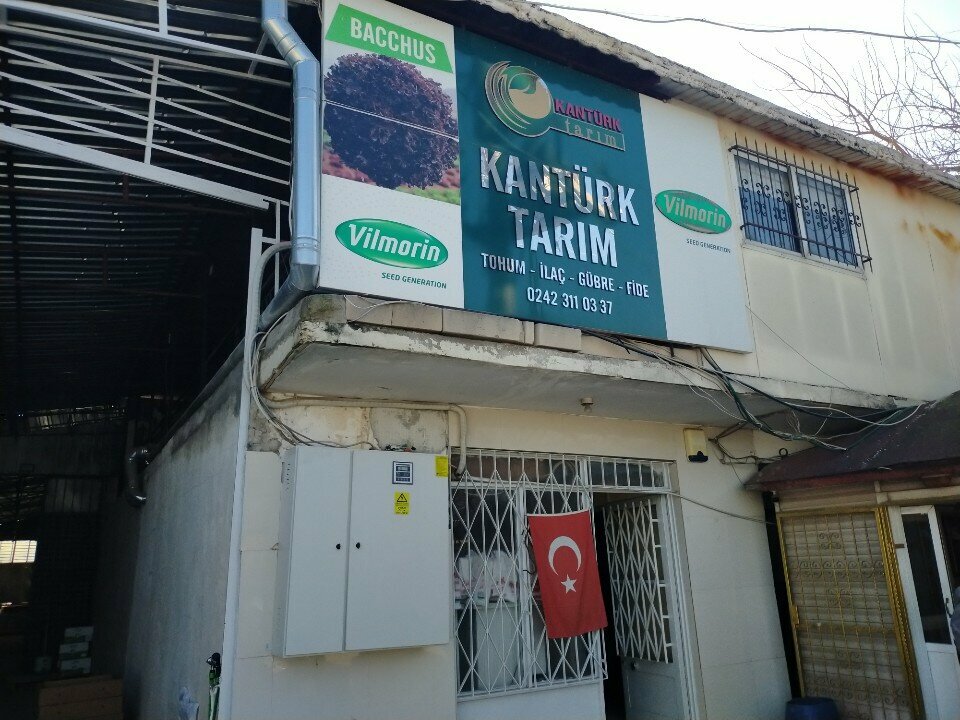 BACCHUS
Vilmorin
SEED GENERATION
KANTÜRK
tarım
KANTÜRK
TARIM
TOHUM - İLAÇ - GÜBRE - FİDE
0242 311 03 37
Vilmorin
SEED GENERATION